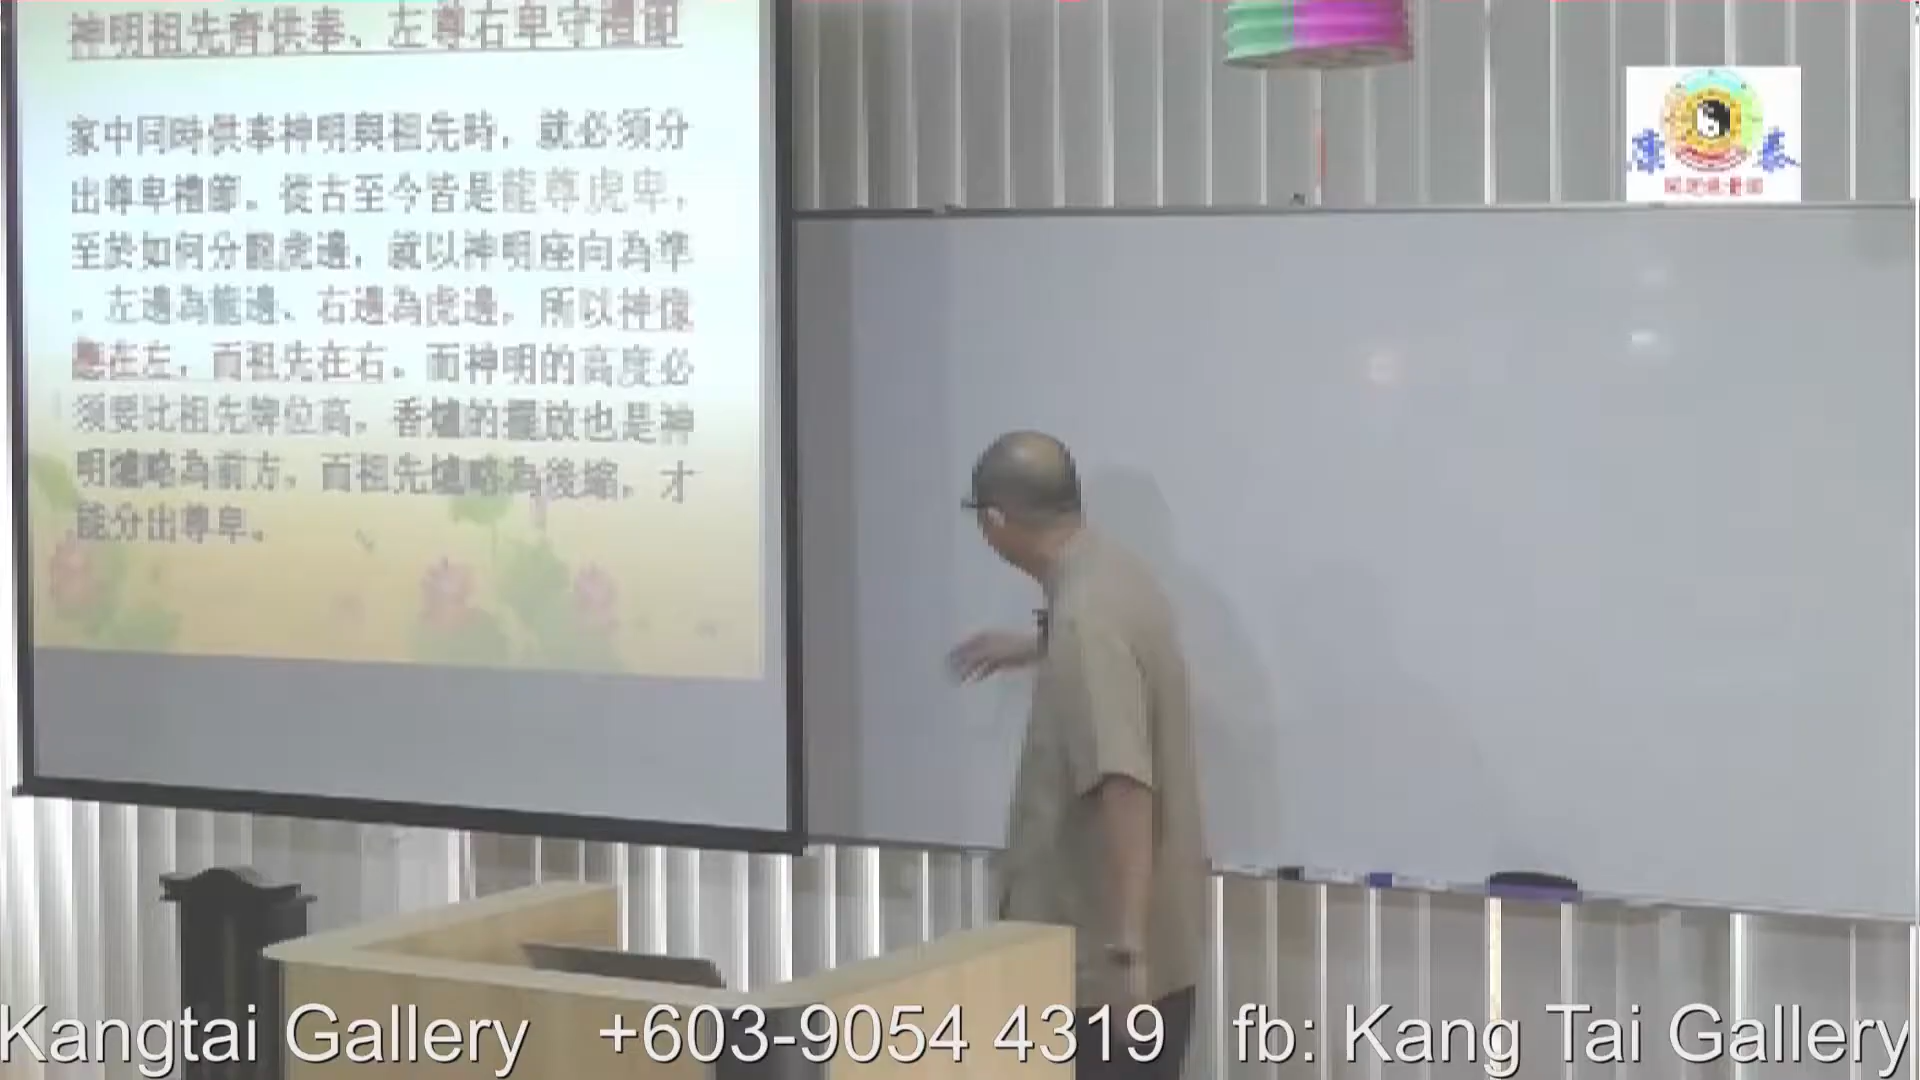 神明祖先齊供奉、左尊右卑守禮節
家中同時供奉神明與祖先時，就必須分
出尊卑禮節。從古至今皆是龍尊虎卑，
至於如何分龍虎邊，就以神明座向為準
。左邊為龍邊、右邊為虎邊，所以神像
應在左，而祖先在右。而神明的高度必
須要比祖先牌位高，香爐的擺放也是神
明爐略為前方，而祖先爐略為後縮，才
能分出尊卑。
康 泰
Kangtai Gallery +603-9054 4319 fb: Kang Tai Gallery